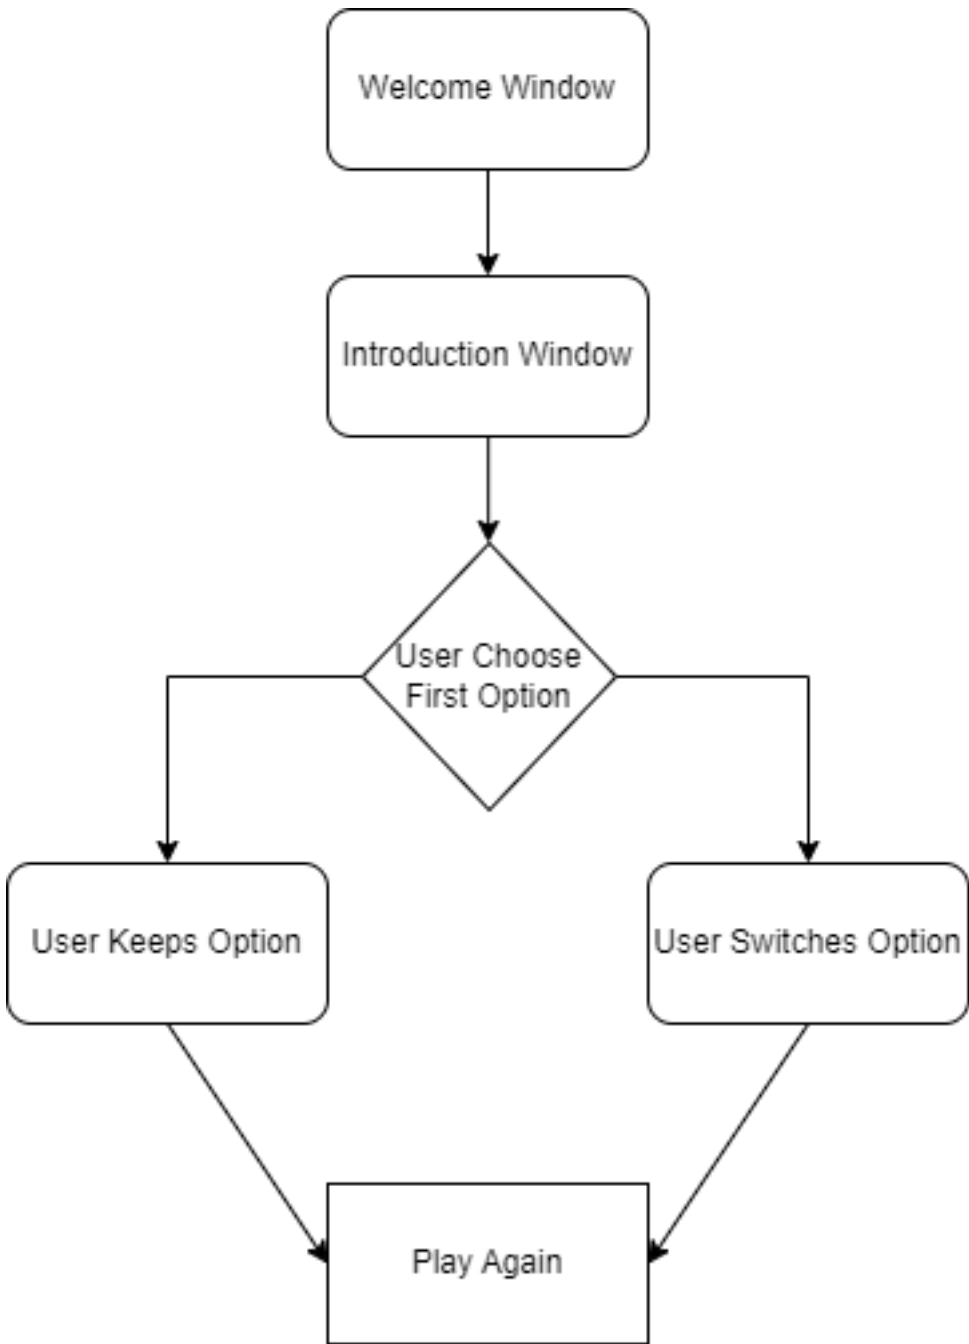 Welcome Window
Introduction Window
User Choose
First Option
User Keeps Option
User Switches Option
Play Again